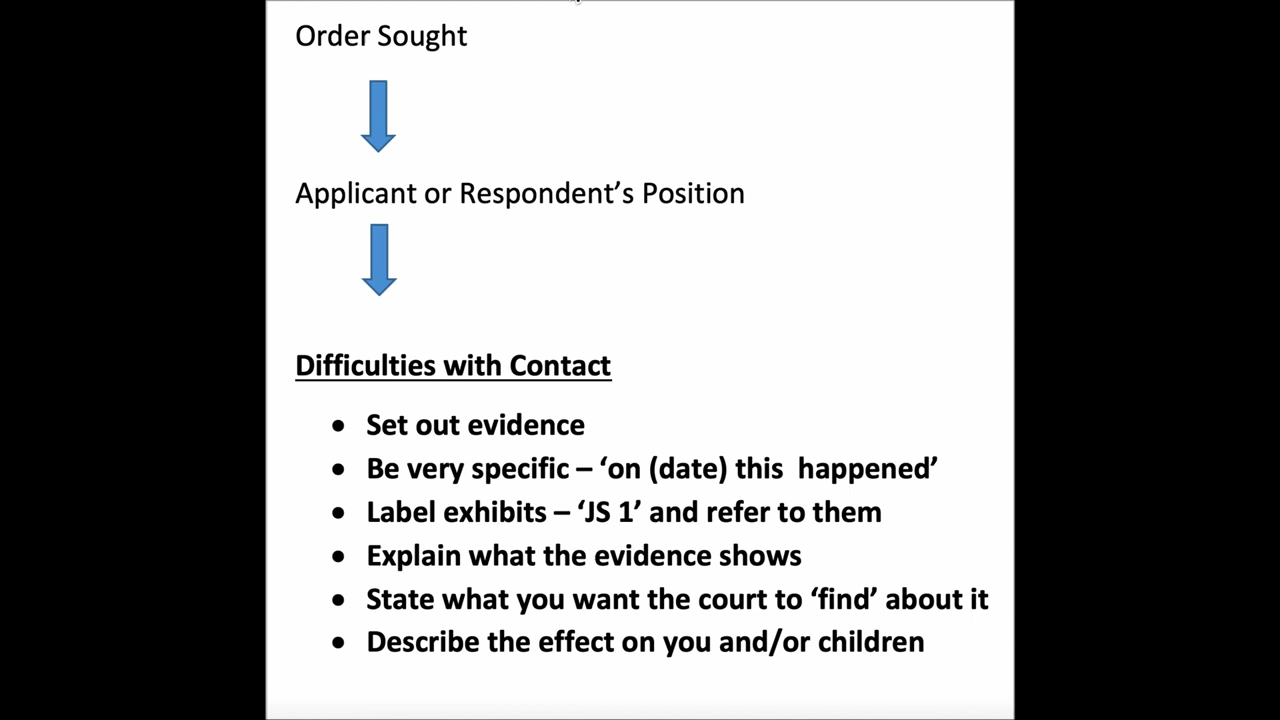 Order Sought
Applicant or Respondent’s Position
Difficulties with Contact
• Set out evidence
• Be very specific – ‘on (date) this  happened’
• Label exhibits – ‘JS 1’ and refer to them
• Explain what the evidence shows
• State what you want the court to ‘find’ about it
• Describe the effect on you and/or children